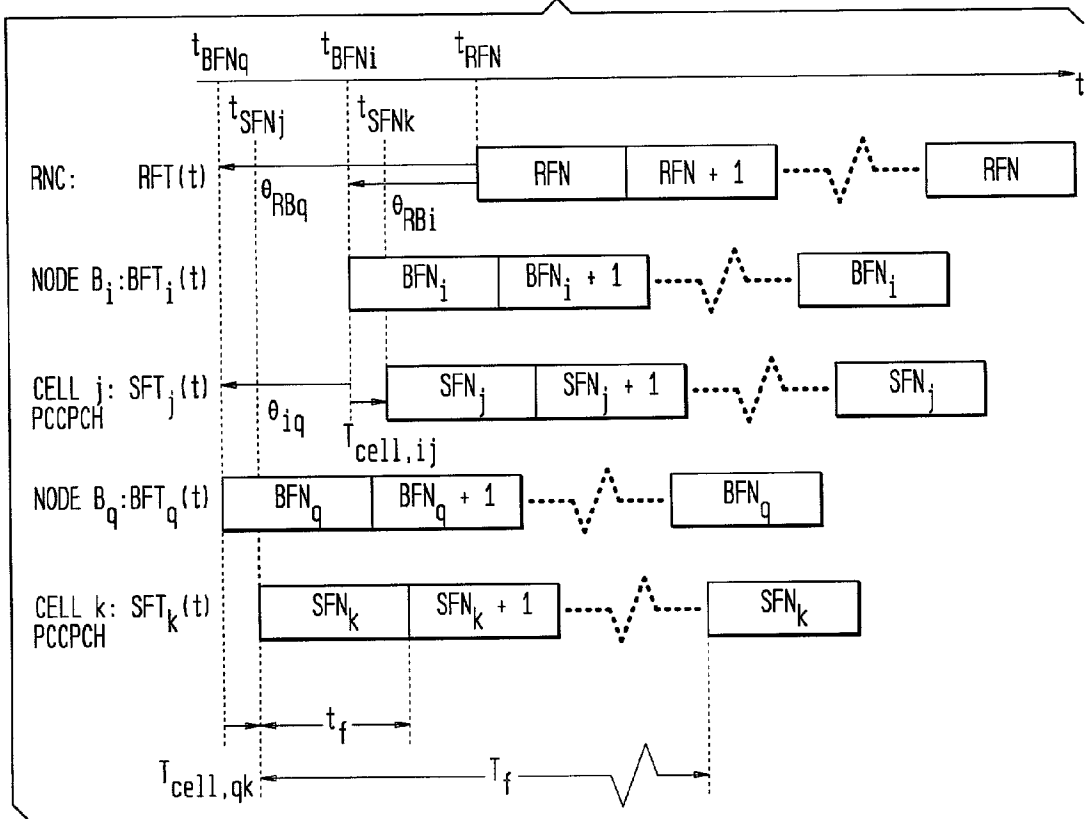 t_BFNq t_BFNi t_RFN
t
t_SFNj t_SFNk
RNC: RFT(t) RFN RFN + 1 RFN
θ_RBq θ_RBi
NODE B_i:BFT_i(t) BFN_i BFN_i + 1 BFN_i
CELL j: SFT_j(t) SFN_j SFN_j + 1 SFN_j
PCCPCH
θ_iq T_cell,ij
NODE B_q:BFT_q(t) BFN_q BFN_q + 1 BFN_q
CELL k: SFT_k(t) SFN_k SFN_k + 1 SFN_k
PCCPCH
t_f
T_cell,qk T_f